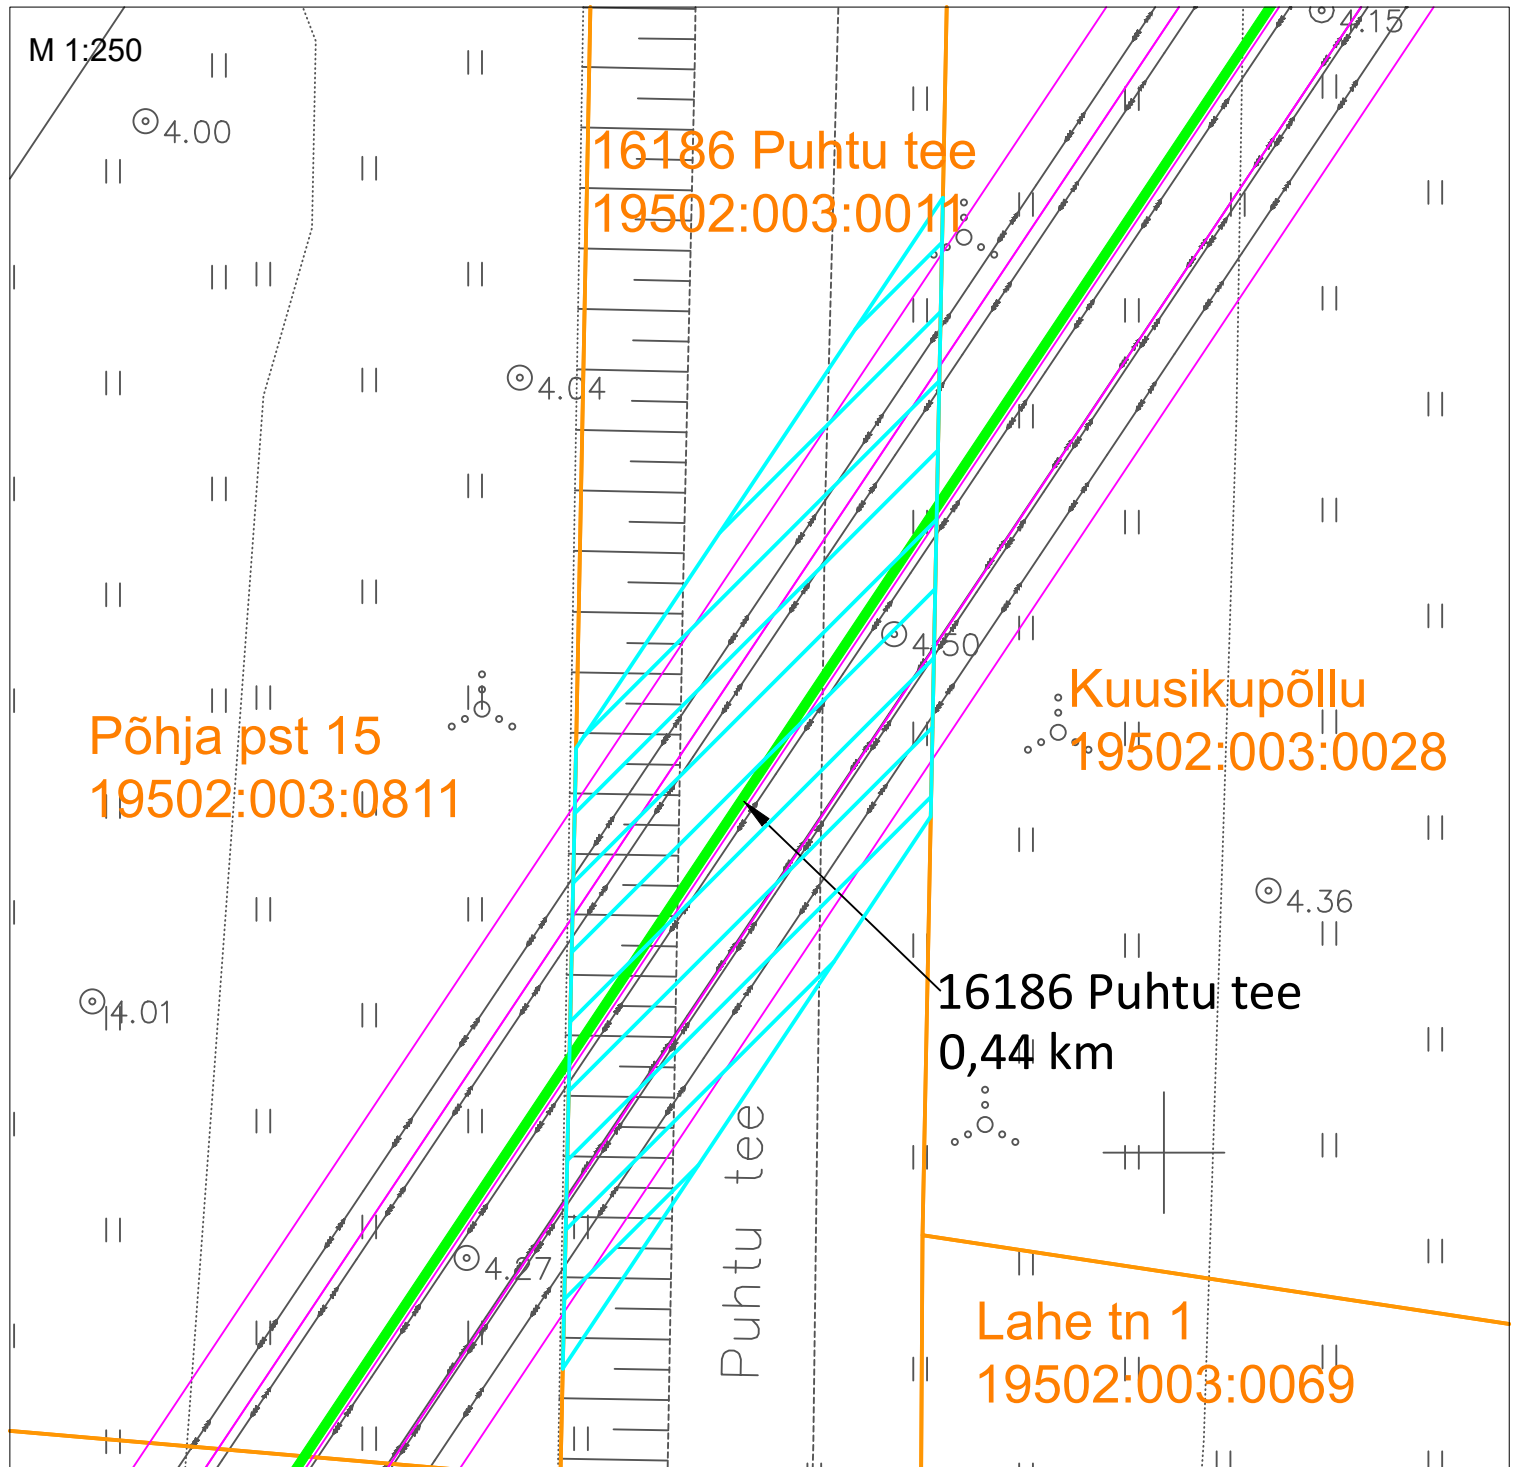 M 1:250
4.15
4.00
16186 Puhtu tee
19502:003:0011
4.04
4.50
Kuusikupõllu
19502:003:0028
Põhja pst 15
19502:003:0811
4.36
16186 Puhtu tee
0,44 km
4.01
Puhtu tee
4.27
Lahe tn 1
19502:003:0069